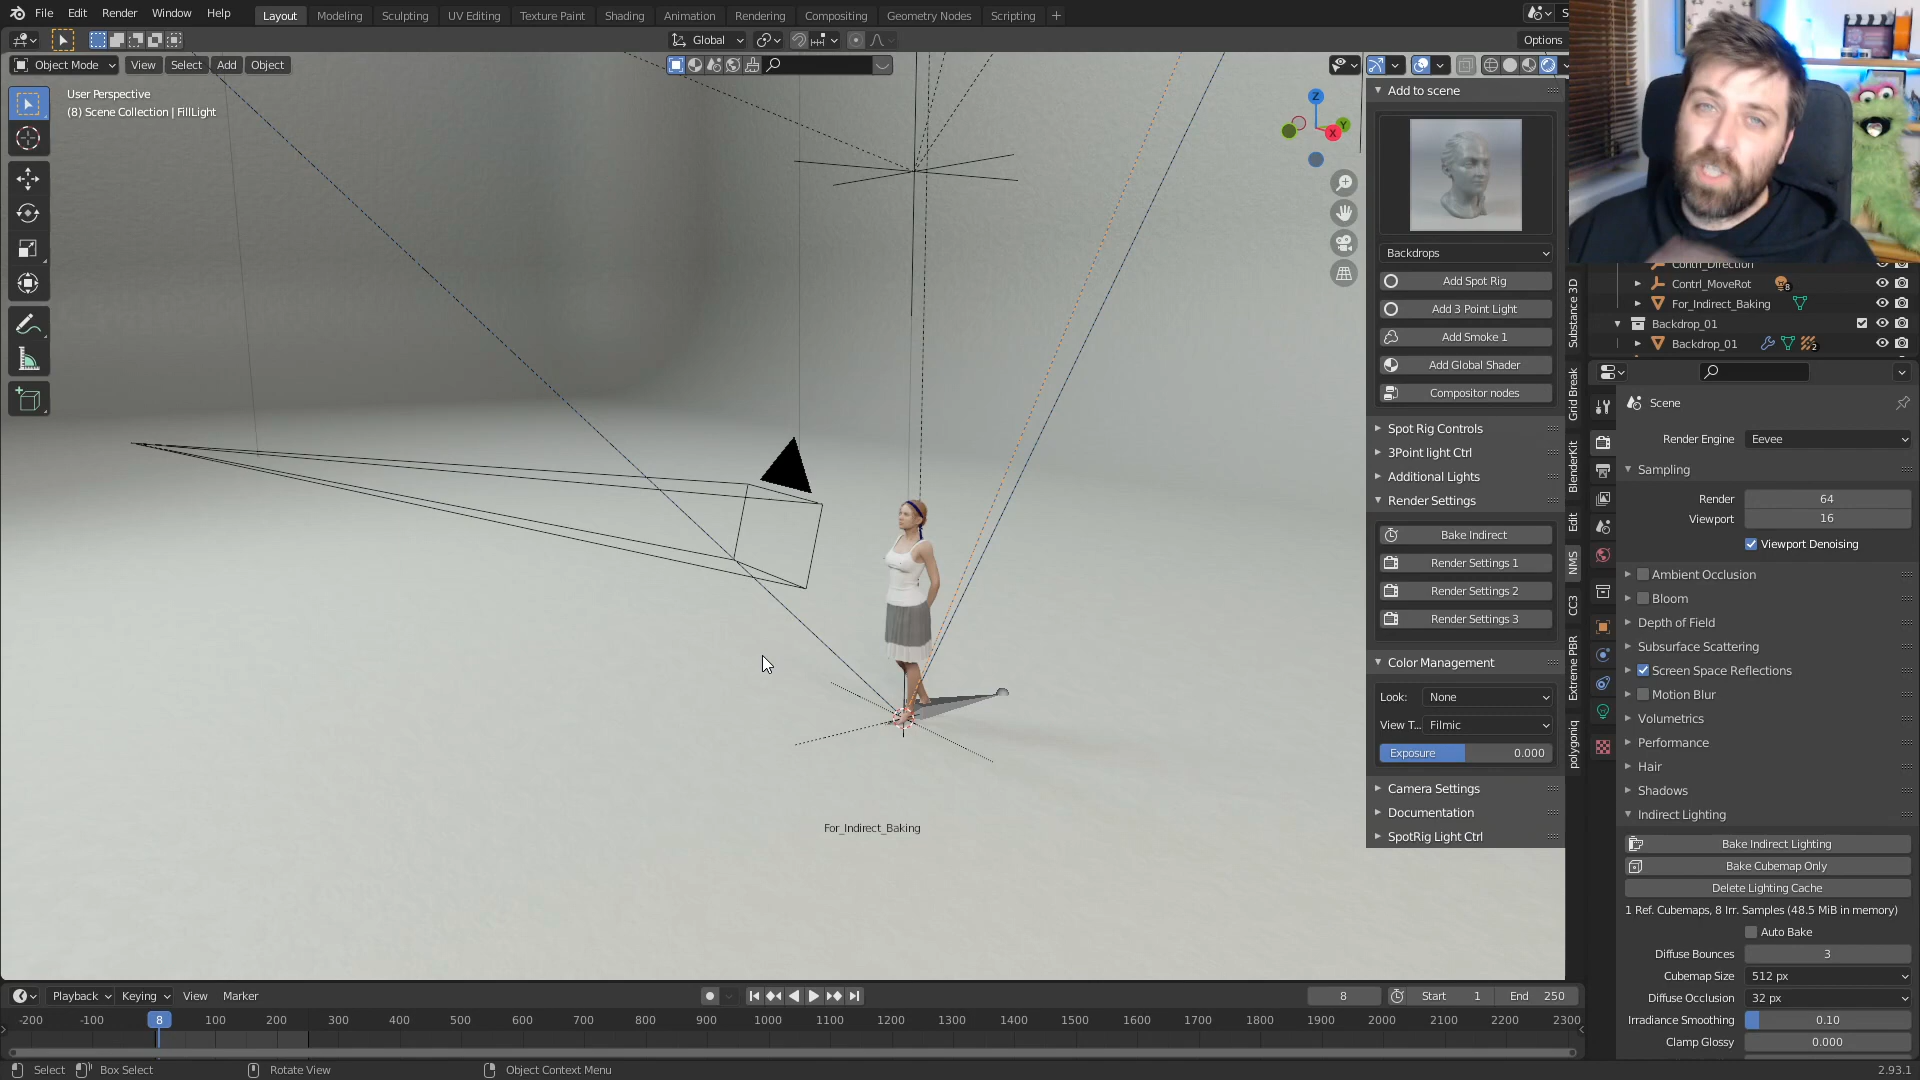 File Edit Render Window Help
Layout Modeling Sculpting UV Editing Texture Paint Shading Animation Rendering Compositing Geometry Nodes Scripting +
Global
Options
Object Mode View Select Add Object
User Perspective
(8) Scene Collection | FillLight
Z
Y
X
Add to scene
Backdrops
Add Spot Rig
Add 3 Point Light
Add Smoke 1
Add Global Shader
Compositor nodes
Spot Rig Controls
3Point light Ctrl
Additional Lights
Render Settings
Bake Indirect
Render Settings 1
Render Settings 2
Render Settings 3
Color Management
Look: None
View T... Filmic
Exposure 0.000
Camera Settings
Documentation
SpotRig Light Ctrl
Substance 3D
Grid Break
BlenderKit
Edit
NMS
CC3
Extreme PBR
polygoniq
Contrl_Direction
Contrl_MoveRot 8
For_Indirect_Baking
Backdrop_01
Backdrop_01 2
Scene
Render Engine Eevee
Sampling
Render 64
Viewport 16
Viewport Denoising
Ambient Occlusion
Bloom
Depth of Field
Subsurface Scattering
Screen Space Reflections
Motion Blur
Volumetrics
Performance
Hair
Shadows
Indirect Lighting
Bake Indirect Lighting
Bake Cubemap Only
Delete Lighting Cache
1 Ref. Cubemaps, 8 Irr. Samples (48.5 MiB in memory)
Auto Bake
Diffuse Bounces 3
Cubemap Size 512 px
Diffuse Occlusion 32 px
Irradiance Smoothing 0.10
Clamp Glossy 0.000
For_Indirect_Baking
Playback Keying View Marker
8 Start 1 End 250
-200 -100 8 100 200 300 400 500 600 700 800 900 1000 1100 1200 1300 1400 1500 1600 1700 1800 1900 2000 2100 2200 2300
Select Box Select Rotate View Object Context Menu
2.93.1